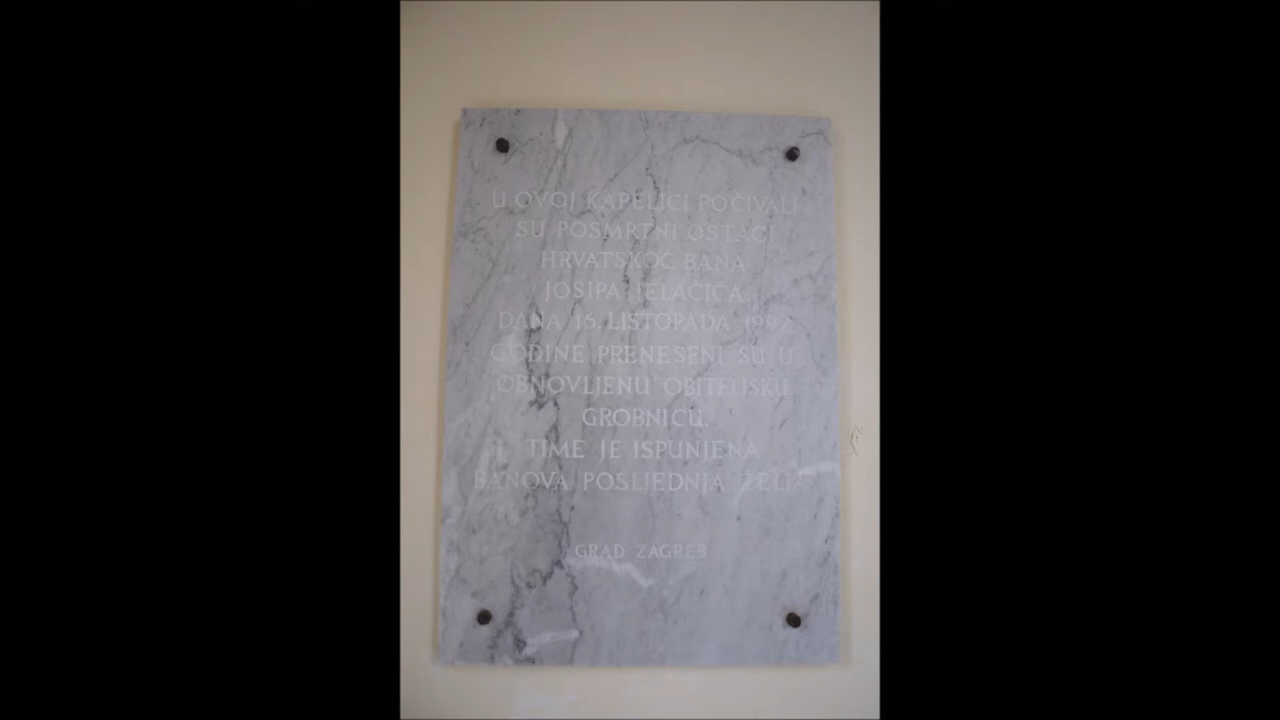 U OVOJ KAPELICI POČIVALI
SU POSMRTNI OSTACI
HRVATSKOG BANA
JOSIPA JELAČIĆA.
DANA 16. LISTOPADA 1992.
GODINE PRENESENI SU U
OBNOVLJENU OBITELJSKU
GROBNICU.
TIME JE ISPUNJENA
BANOVA POSLJEDNJA ŽELJA
GRAD ZAGREB